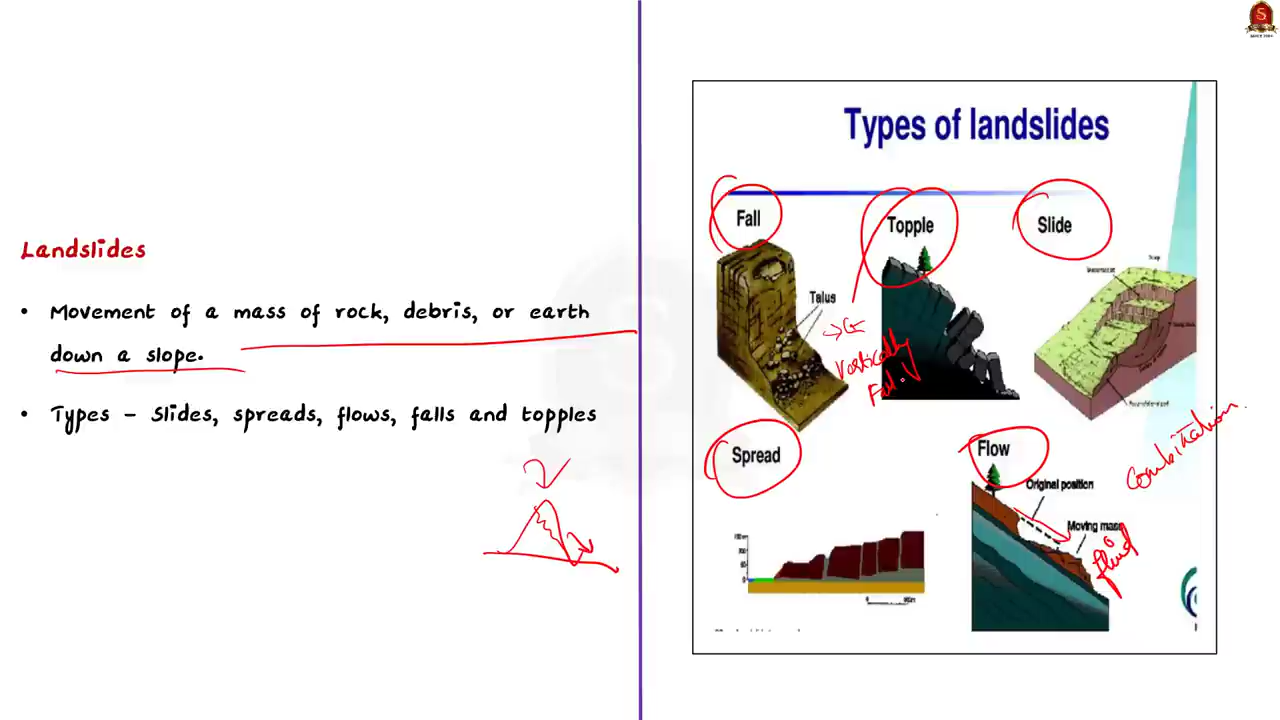 Landslides
• Movement of a mass of rock, debris, or earth
down a slope.
• Types - Slides, spreads, flows, falls and topples
S
Types of landslides
Fall
Topple
Slide
Talus
Vertically
Fall.
Spread
Flow
Original position
Moving mass
fluid
Combination.